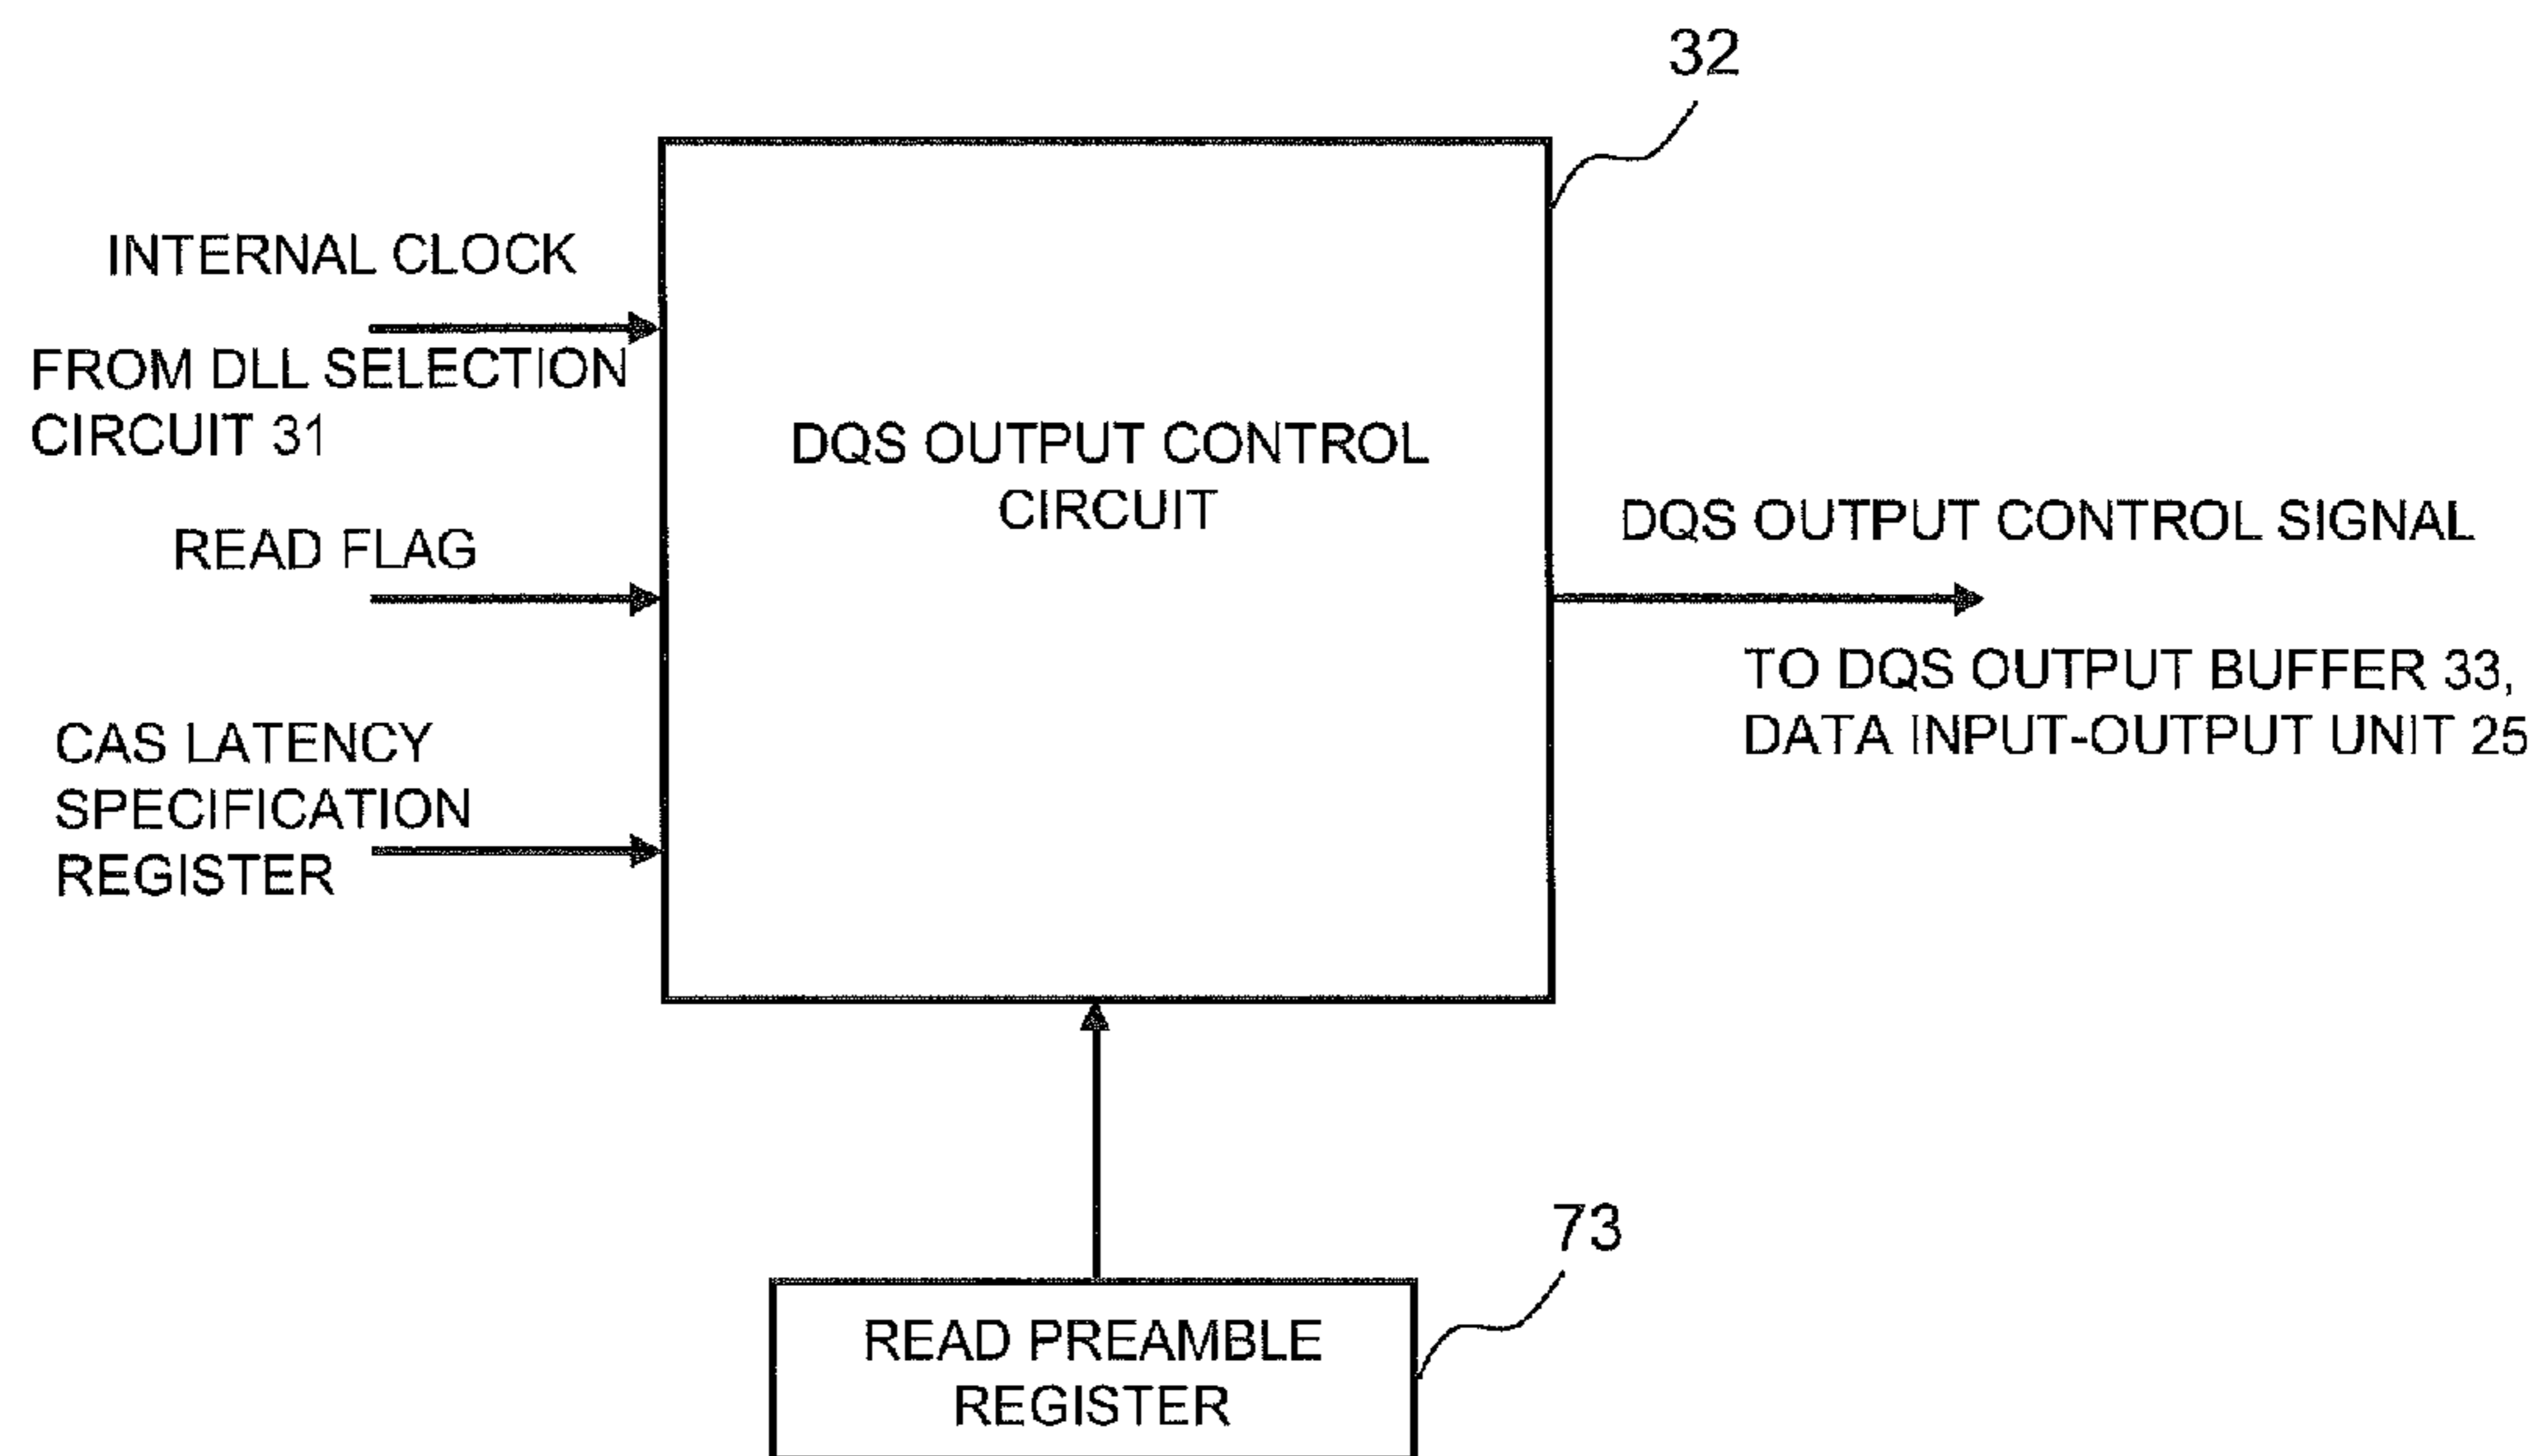 32
INTERNAL CLOCK
FROM DLL SELECTION
CIRCUIT 31
DQS OUTPUT CONTROL
CIRCUIT
READ FLAG
DQS OUTPUT CONTROL SIGNAL
TO DQS OUTPUT BUFFER 33,
DATA INPUT-OUTPUT UNIT 25
CAS LATENCY
SPECIFICATION
REGISTER
73
READ PREAMBLE
REGISTER